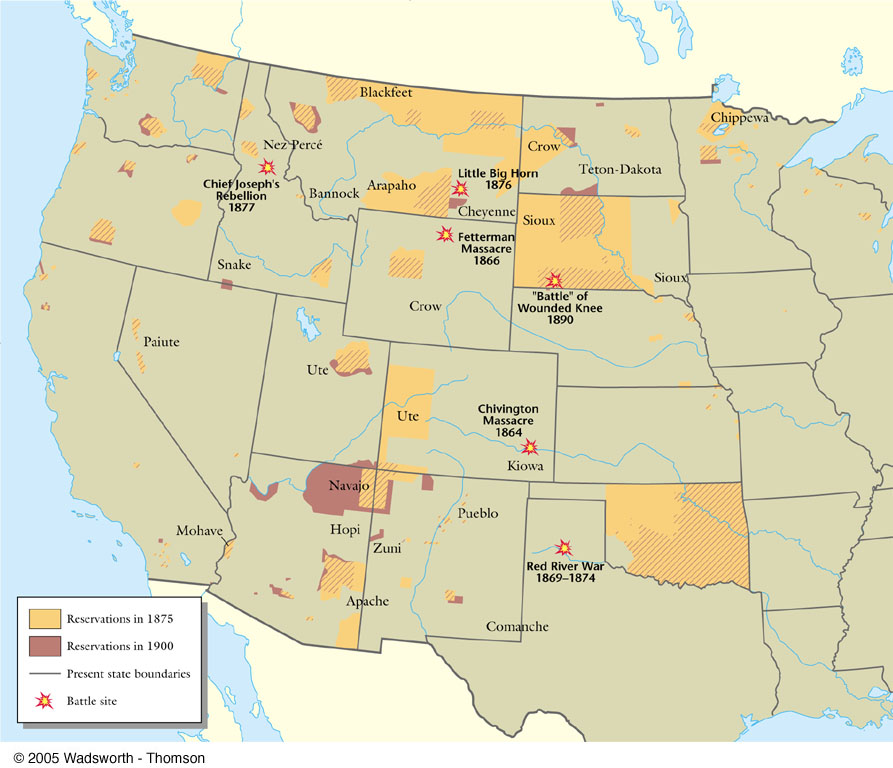 Blackfeet
Chippewa
Nez Percé
Crow
Teton-Dakota
Chief Joseph's
Rebellion
1877
Bannock
Arapaho
Little Big Horn
1876
Cheyenne
Sioux
Fetterman
Massacre
1866
Snake
Sioux
Crow
"Battle" of
Wounded Knee
1890
Paiute
Ute
Ute
Chivington
Massacre
1864
Kiowa
Navajo
Pueblo
Mohave
Hopi
Zuni
Red River War
1869–1874
Apache
Comanche
Reservations in 1875
Reservations in 1900
Present state boundaries
Battle site
© 2005 Wadsworth - Thomson